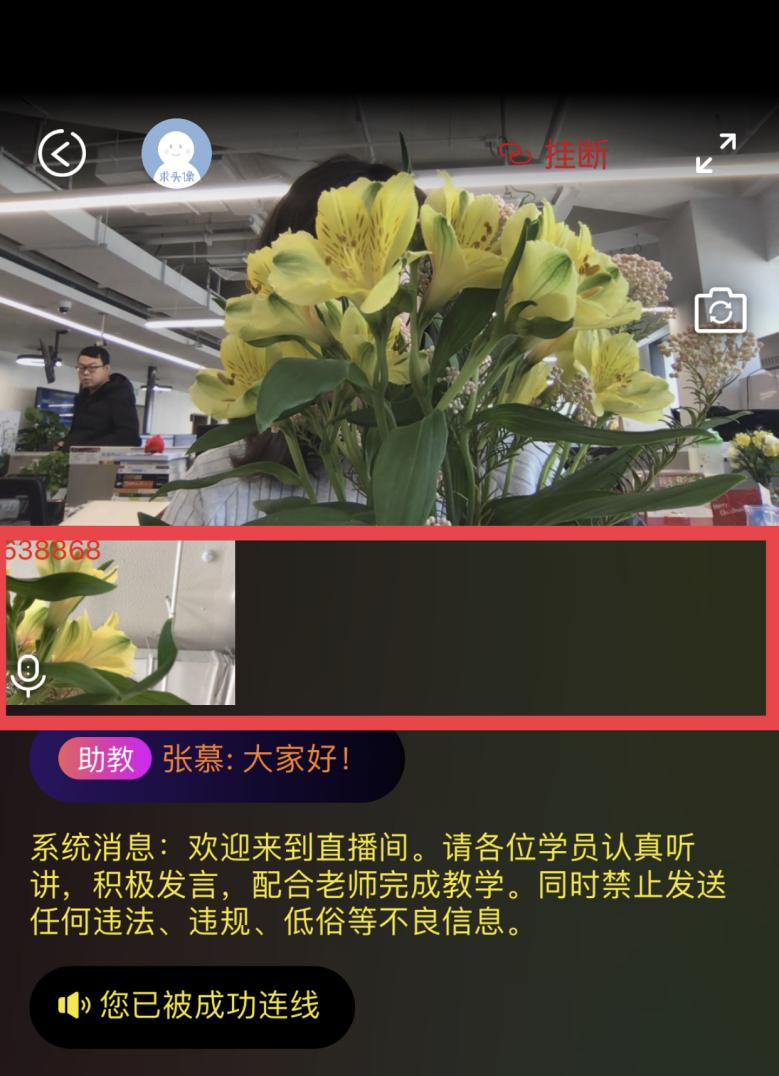 求头像
挂断
638868
助教 张慕: 大家好!
系统消息：欢迎来到直播间。请各位学员认真听
讲，积极发言，配合老师完成教学。同时禁止发送
任何违法、违规、低俗等不良信息。
您已被成功连线